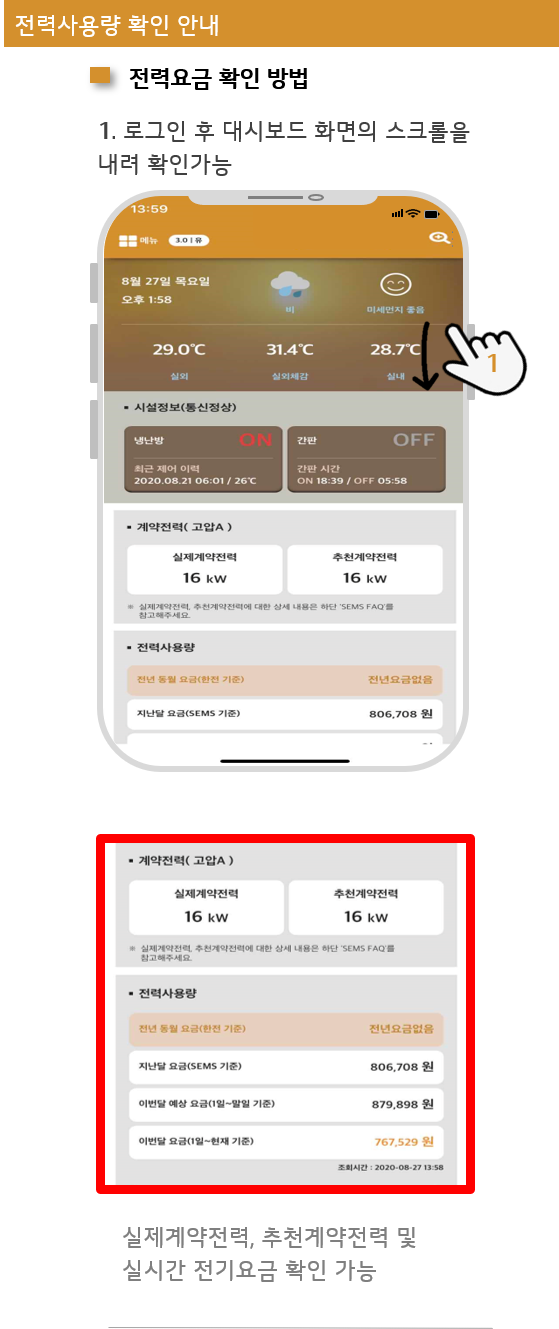 전력사용량 확인 안내
전력요금 확인 방법
1. 로그인 후 대시보드 화면의 스크롤을
내려 확인가능
13:59
메뉴 3.0 | 유
8월 27일 목요일
오후 1:58
비
미세먼지 좋음
29.0℃ 31.4℃ 28.7℃
실외 실외체감 실내
1
▪ 시설정보(통신정상)
냉난방 ON 간판 OFF
최근 제어 이력 간판 시간
2020.08.21 06:01 / 26℃ ON 18:39 / OFF 05:58
▪ 계약전력( 고압A )
실제계약전력 추천계약전력
16 kW 16 kW
※ 실제계약전력, 추천계약전력에 대한 상세 내용은 하단 'SEMS FAQ'를
참고해주세요.
▪ 전력사용량
전년 동월 요금(한전 기준) 전년요금없음
지난달 요금(SEMS 기준) 806,708 원
▪ 계약전력( 고압A )
실제계약전력 추천계약전력
16 kW 16 kW
※ 실제계약전력, 추천계약전력에 대한 상세 내용은 하단 'SEMS FAQ'를
참고해주세요.
▪ 전력사용량
전년 동월 요금(한전 기준) 전년요금없음
지난달 요금(SEMS 기준) 806,708 원
이번달 예상 요금(1일~말일 기준) 879,898 원
이번달 요금(1일~현재 기준) 767,529 원
조회시간 : 2020-08-27 13:58
실제계약전력, 추천계약전력 및
실시간 전기요금 확인 가능